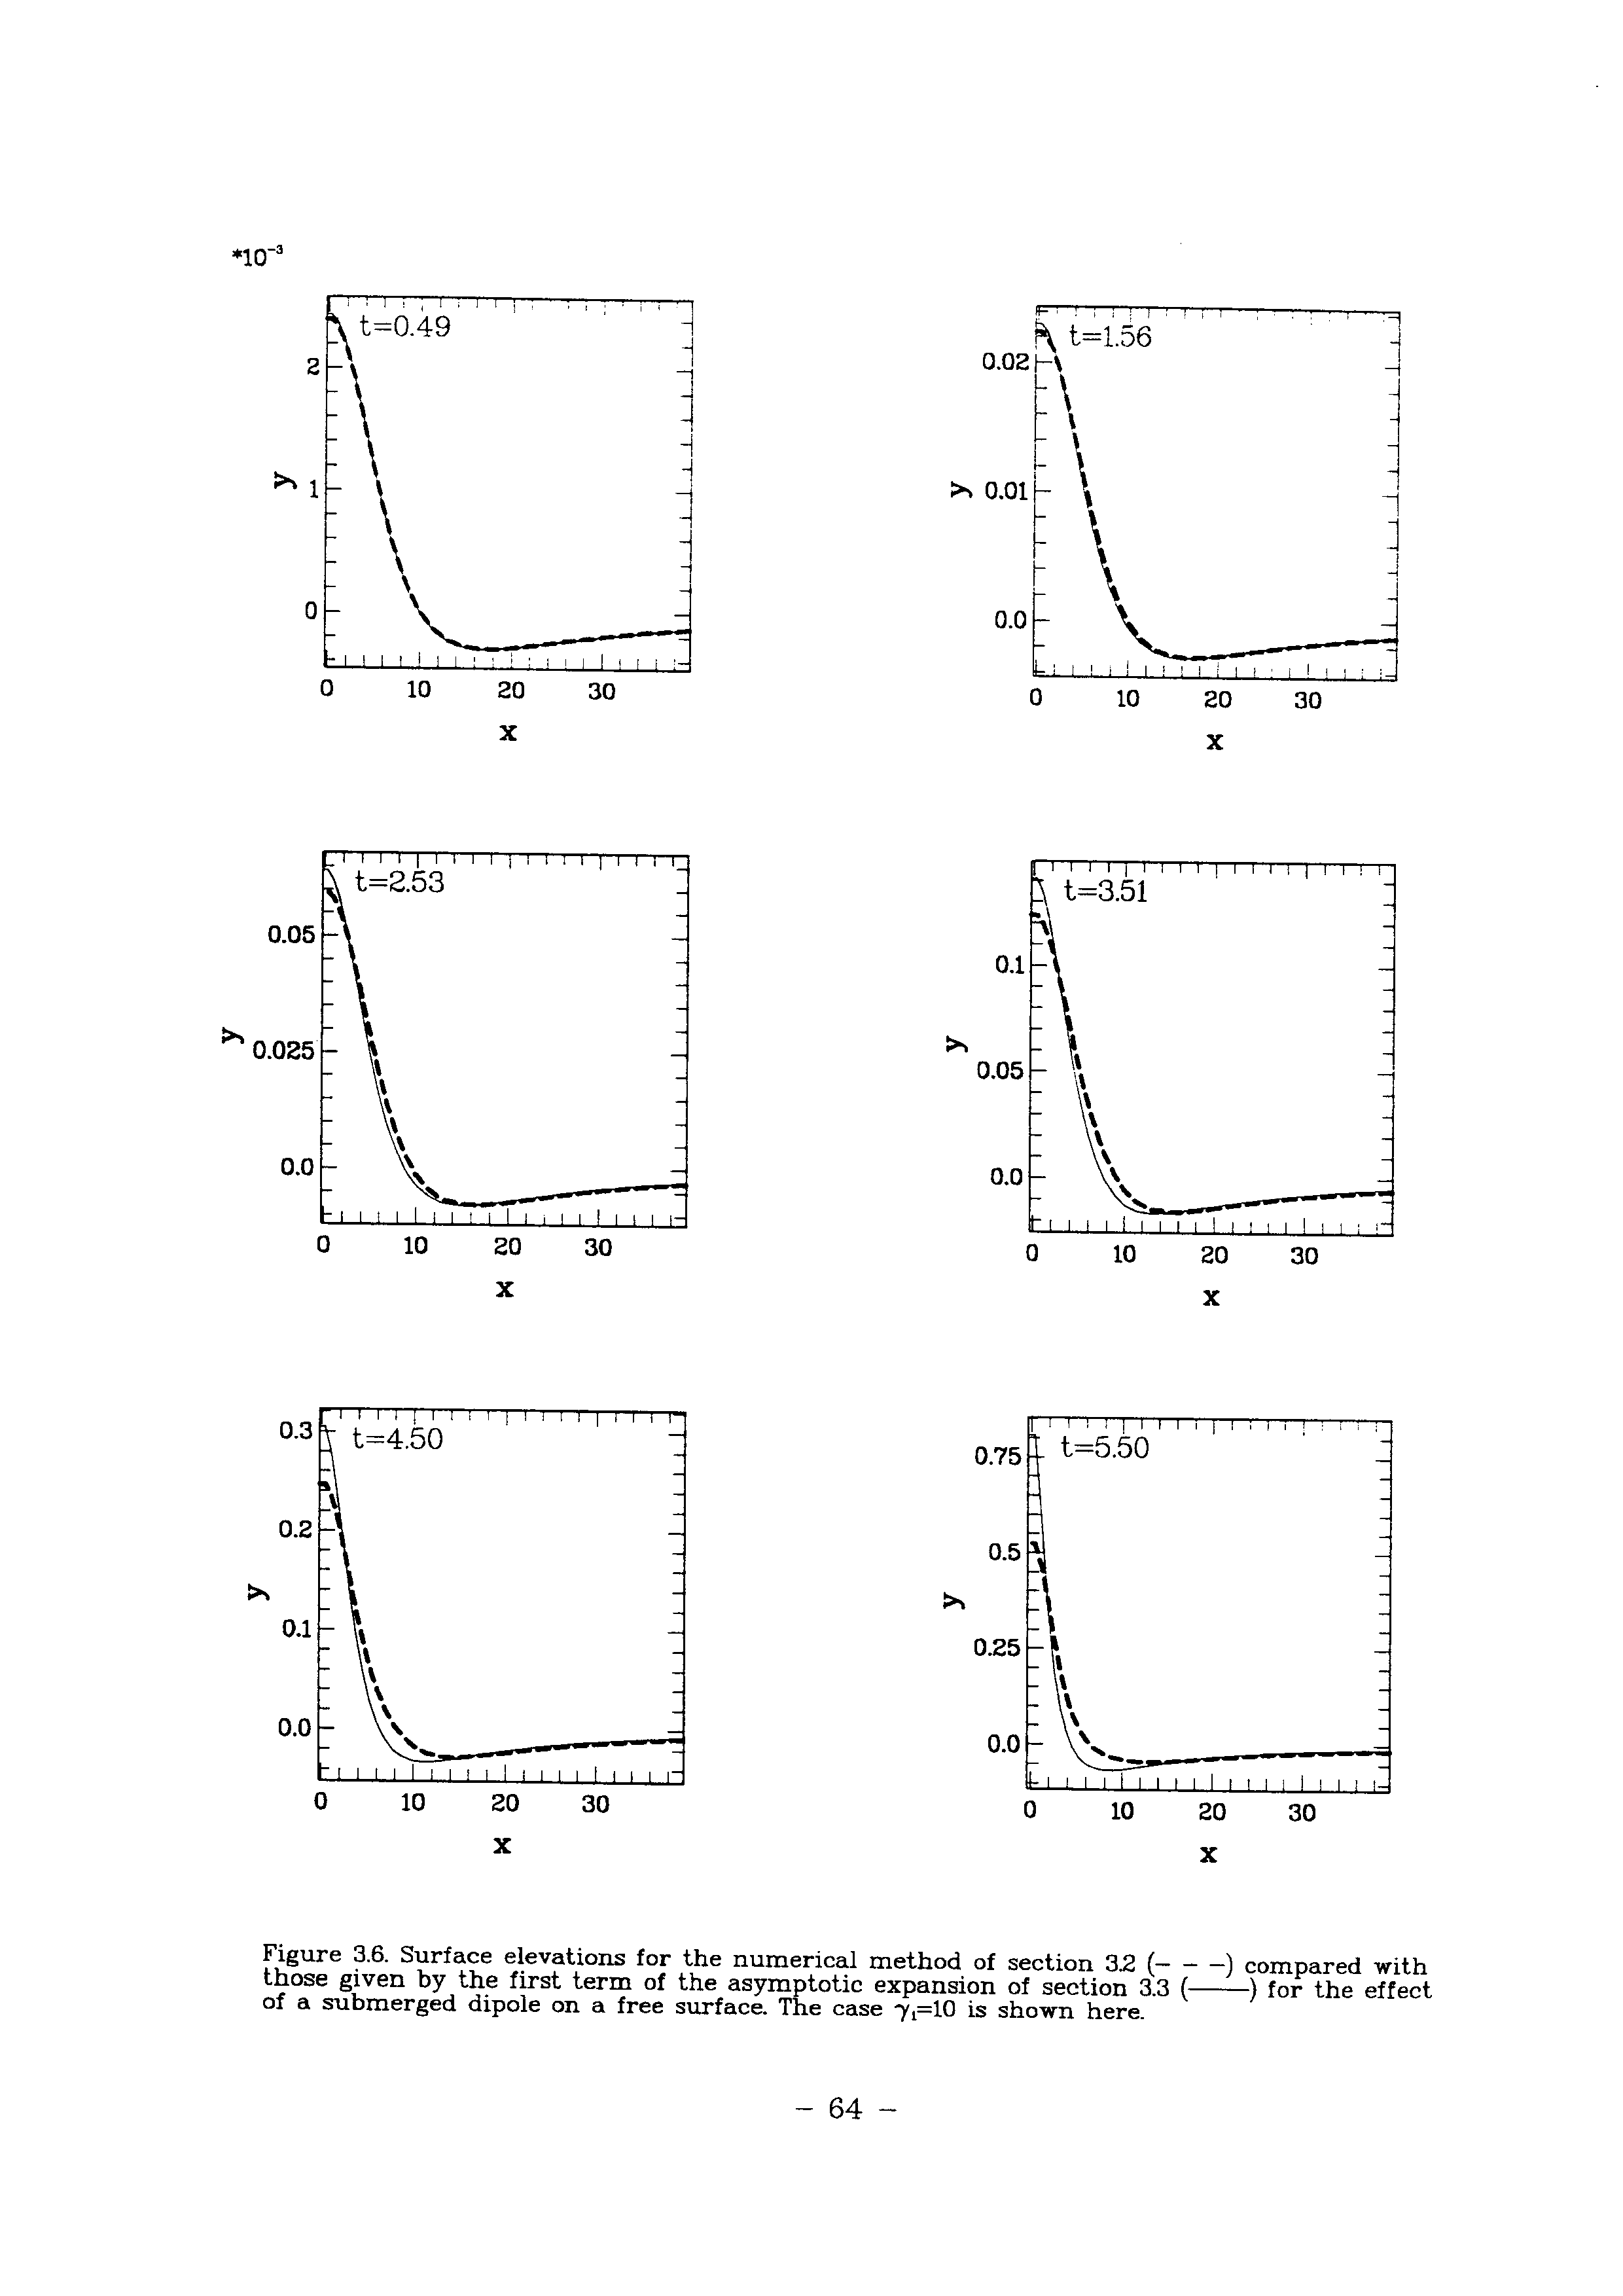 *10⁻³
t=0.49
2
1
0
y
0 10 20 30
x
t=1.56
0.02
0.01
0.0
y
0 10 20 30
x
t=2.53
0.05
0.025
0.0
y
0 10 20 30
x
t=3.51
0.1
0.05
0.0
y
0 10 20 30
x
t=4.50
0.3
0.2
0.1
0.0
y
0 10 20 30
x
t=5.50
0.75
0.5
0.25
0.0
y
0 10 20 30
x
Figure 3.6. Surface elevations for the numerical method of section 3.2 (- - -) compared with
those given by the first term of the asymptotic expansion of section 3.3 (——) for the effect
of a submerged dipole on a free surface. The case γ₁=10 is shown here.
- 64 -